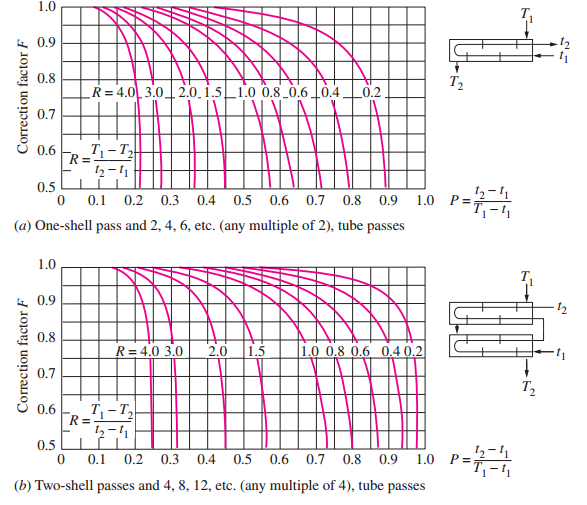 Correction factor F
1.0
0.9
0.8
0.7
0.6
0.5
R = 4.0 3.0 2.0 1.5 1.0 0.8 0.6 0.4 0.2
R = T₁ – T₂ / t₂ – t₁
0 0.1 0.2 0.3 0.4 0.5 0.6 0.7 0.8 0.9 1.0
P = t₂ – t₁ / T₁ – t₁
T₁
t₂
t₁
T₂
(a) One-shell pass and 2, 4, 6, etc. (any multiple of 2), tube passes
Correction factor F
1.0
0.9
0.8
0.7
0.6
0.5
R = 4.0 3.0 2.0 1.5 1.0 0.8 0.6 0.4 0.2
R = T₁ – T₂ / t₂ – t₁
0 0.1 0.2 0.3 0.4 0.5 0.6 0.7 0.8 0.9 1.0
P = t₂ – t₁ / T₁ – t₁
T₁
t₂
t₁
T₂
(b) Two-shell passes and 4, 8, 12, etc. (any multiple of 4), tube passes